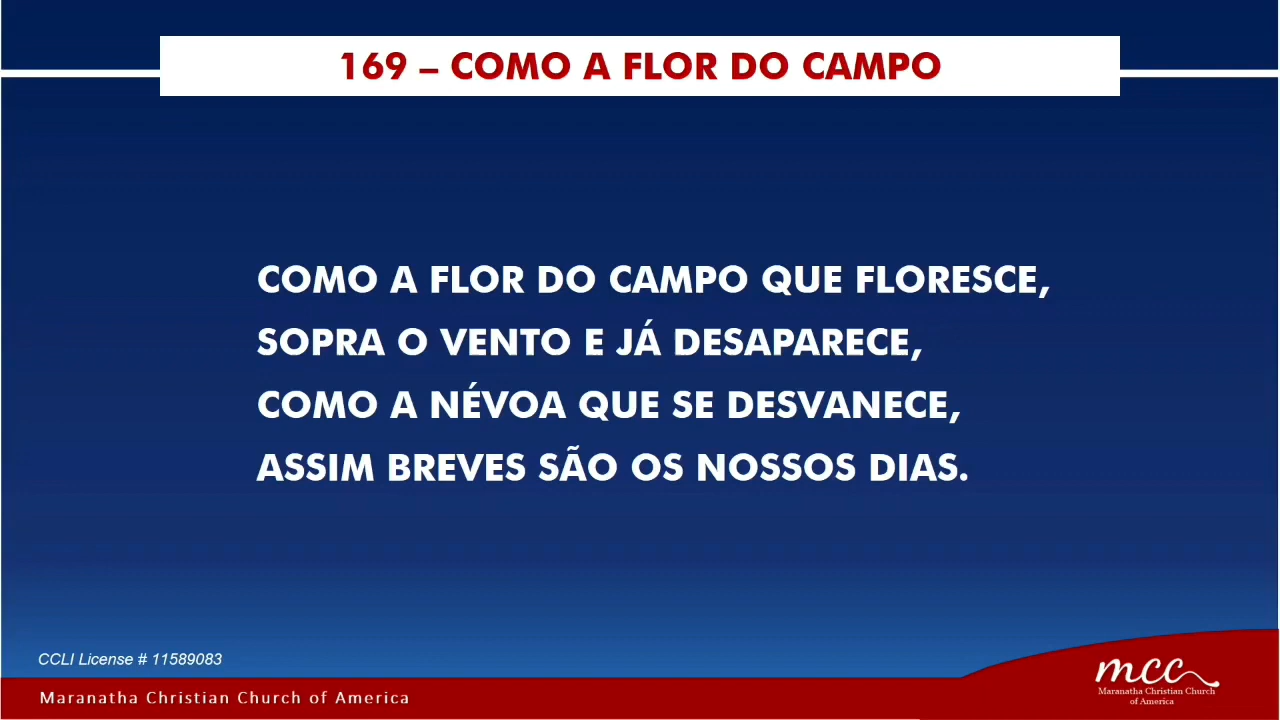 169 – COMO A FLOR DO CAMPO
COMO A FLOR DO CAMPO QUE FLORESCE,
SOPRA O VENTO E JÁ DESAPARECE,
COMO A NÉVOA QUE SE DESVANECE,
ASSIM BREVES SÃO OS NOSSOS DIAS.
CCLI License # 11589083
Maranatha Christian Church of America
mcc
Maranatha Christian Church
of America